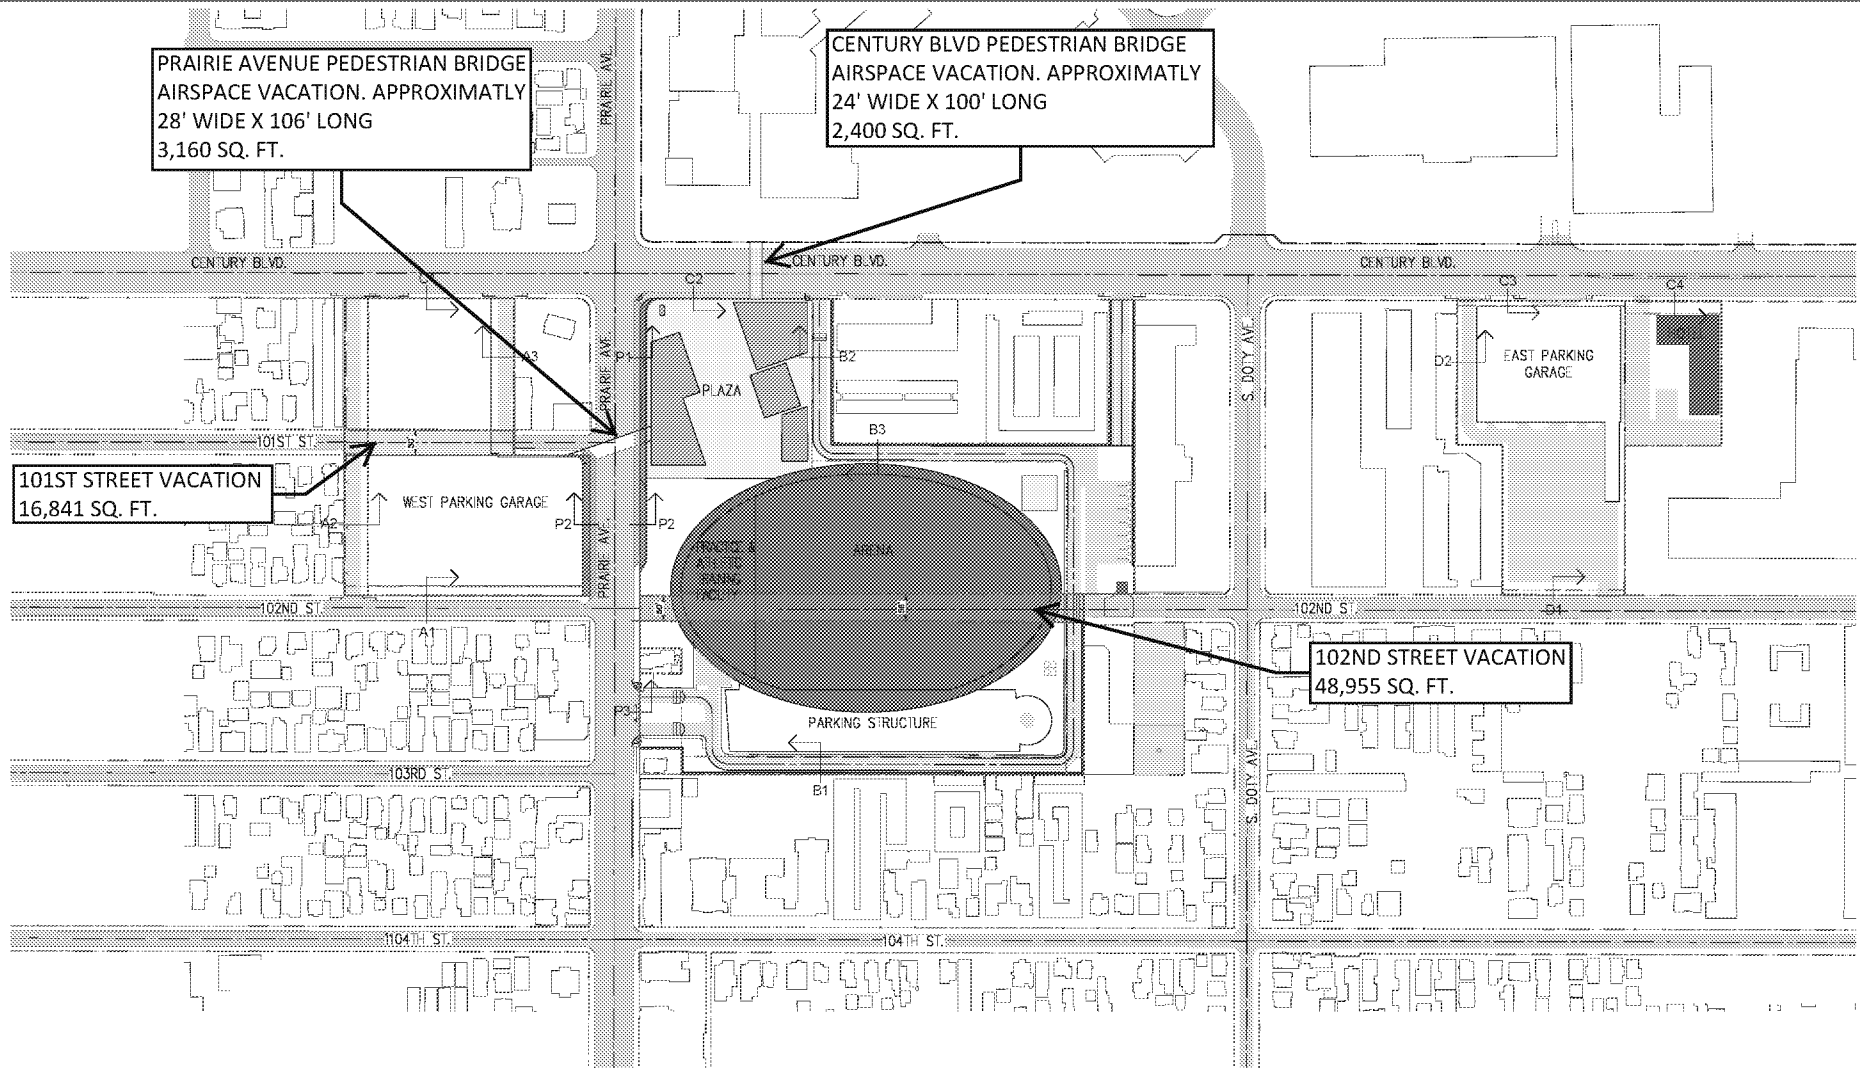 PRAIRIE AVENUE PEDESTRIAN BRIDGE
AIRSPACE VACATION. APPROXIMATLY
28' WIDE X 106' LONG
3,160 SQ. FT.
CENTURY BLVD PEDESTRIAN BRIDGE
AIRSPACE VACATION. APPROXIMATLY
24' WIDE X 100' LONG
2,400 SQ. FT.
PRAIRIE AVE.
CENTURY BLVD.
CENTURY BLVD.
CENTURY BLVD.
C2
C3
C4
P1
A3
B2
D2
PRAIRIE AVE.
PLAZA
S. DOTY AVE.
EAST PARKING
GARAGE
101ST ST.
B3
101ST STREET VACATION
16,841 SQ. FT.
WEST PARKING GARAGE
A2
P2
P2
PRAIRIE AVE.
ARENA
102ND ST.
102ND ST.
A1
D1
102ND STREET VACATION
48,955 SQ. FT.
P3
PARKING STRUCTURE
103RD ST.
B1
S. DOTY AVE.
104TH ST.
104TH ST.